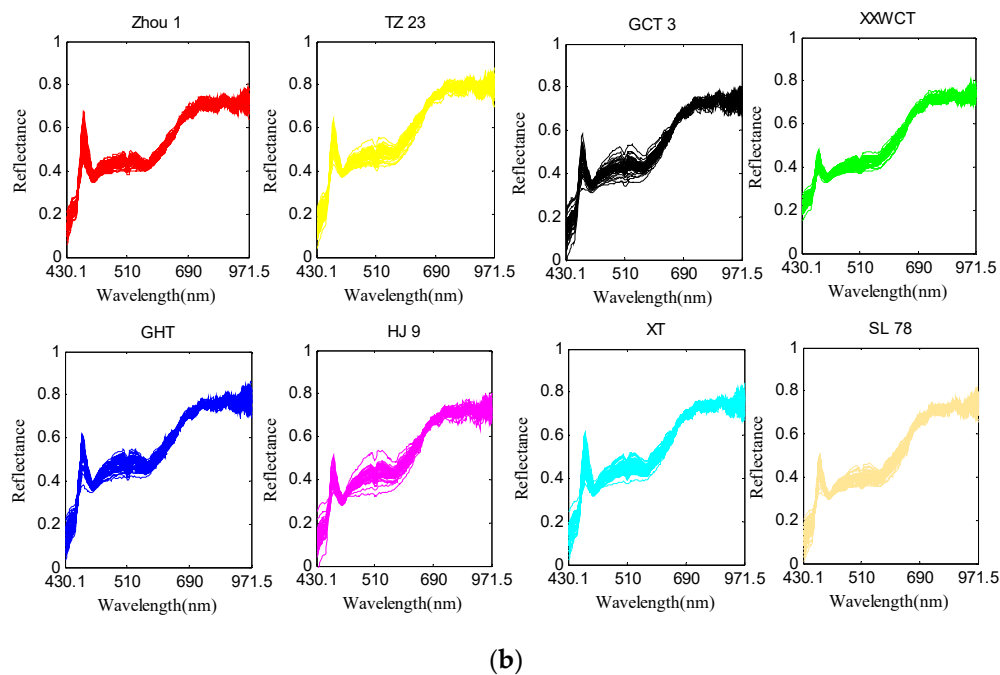 Zhou 1 TZ 23 GCT 3 XXWCT
1 1 1 1
0.8 0.8 0.8 0.8
0.6 0.6 0.6 0.6
0.4 0.4 0.4 0.4
0.2 0.2 0.2 0.2
0 0 0 0
Reflectance Reflectance Reflectance Reflectance
430.1 510 690 971.5 430.1 510 690 971.5 430.1 510 690 971.5 430.1 510 690 971.5
Wavelength(nm) Wavelength(nm) Wavelength(nm) Wavelength(nm)
GHT HJ 9 XT SL 78
1 1 1 1
0.8 0.8 0.8 0.8
0.6 0.6 0.6 0.6
0.4 0.4 0.4 0.4
0.2 0.2 0.2 0.2
0 0 0 0
Reflectance Reflectance Reflectance Reflectance
430.1 510 690 971.5 430.1 510 690 971.5 430.1 510 690 971.5 430.1 510 690 971.5
Wavelength(nm) Wavelength(nm) Wavelength(nm) Wavelength(nm)
(b)